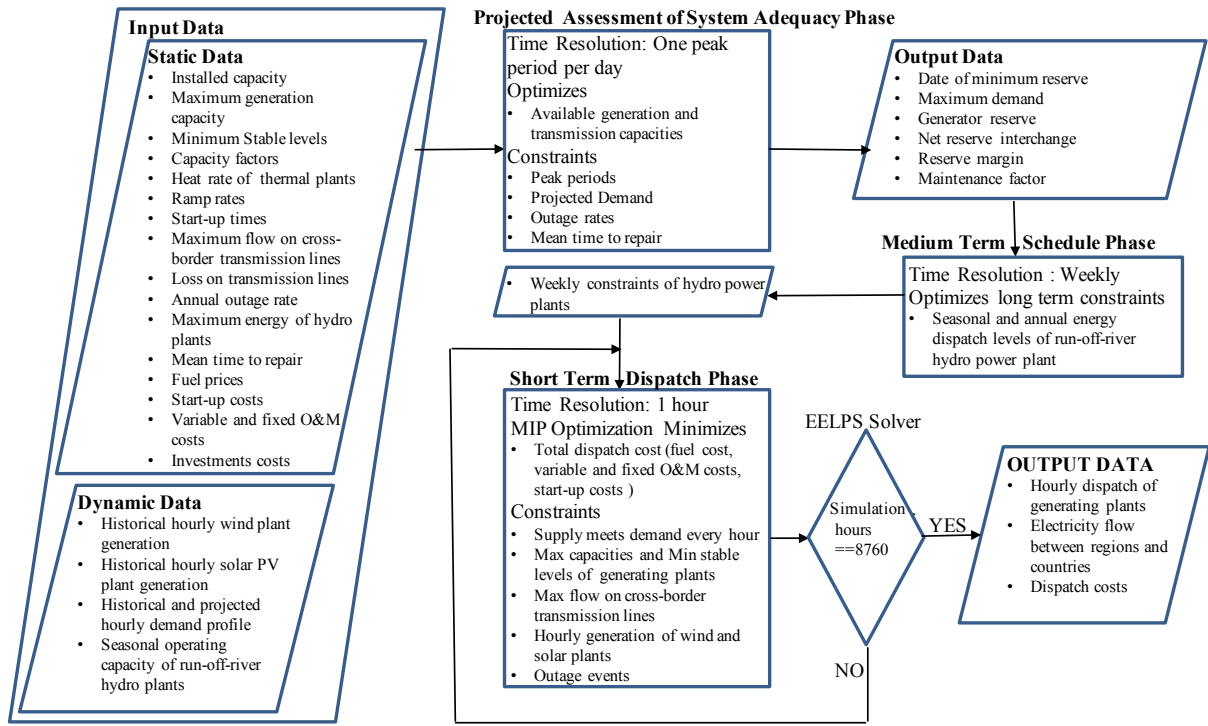 Input Data
Static Data
• Installed capacity
• Maximum generation
capacity
• Minimum Stable levels
• Capacity factors
• Heat rate of thermal plants
• Ramp rates
• Start-up times
• Maximum flow on cross-
border transmission lines
• Loss on transmission lines
• Annual outage rate
• Maximum energy of hydro
plants
• Mean time to repair
• Fuel prices
• Start-up costs
• Variable and fixed O&M
costs
• Investments costs
Dynamic Data
• Historical hourly wind plant
generation
• Historical hourly solar PV
plant generation
• Historical and projected
hourly demand profile
• Seasonal operating
capacity of run-off-river
hydro plants
Projected Assessment of System Adequacy Phase
Time Resolution: One peak
period per day
Optimizes
• Available generation and
transmission capacities
Constraints
• Peak periods
• Projected Demand
• Outage rates
• Mean time to repair
Output Data
• Date of minimum reserve
• Maximum demand
• Generator reserve
• Net reserve interchange
• Reserve margin
• Maintenance factor
Medium Term Schedule Phase
Time Resolution : Weekly
Optimizes long term constraints
• Seasonal and annual energy
dispatch levels of run-off-river
hydro power plant
• Weekly constraints of hydro power
plants
Short Term Dispatch Phase
Time Resolution: 1 hour
MIP Optimization Minimizes
• Total dispatch cost (fuel cost,
variable and fixed O&M costs,
start-up costs )
Constraints
• Supply meets demand every hour
• Max capacities and Min stable
levels of generating plants
• Max flow on cross-border
transmission lines
• Hourly generation of wind and
solar plants
• Outage events
EELPS Solver
Simulation
hours
==8760
YES
NO
OUTPUT DATA
• Hourly dispatch of
generating plants
• Electricity flow
between regions and
countries
• Dispatch costs